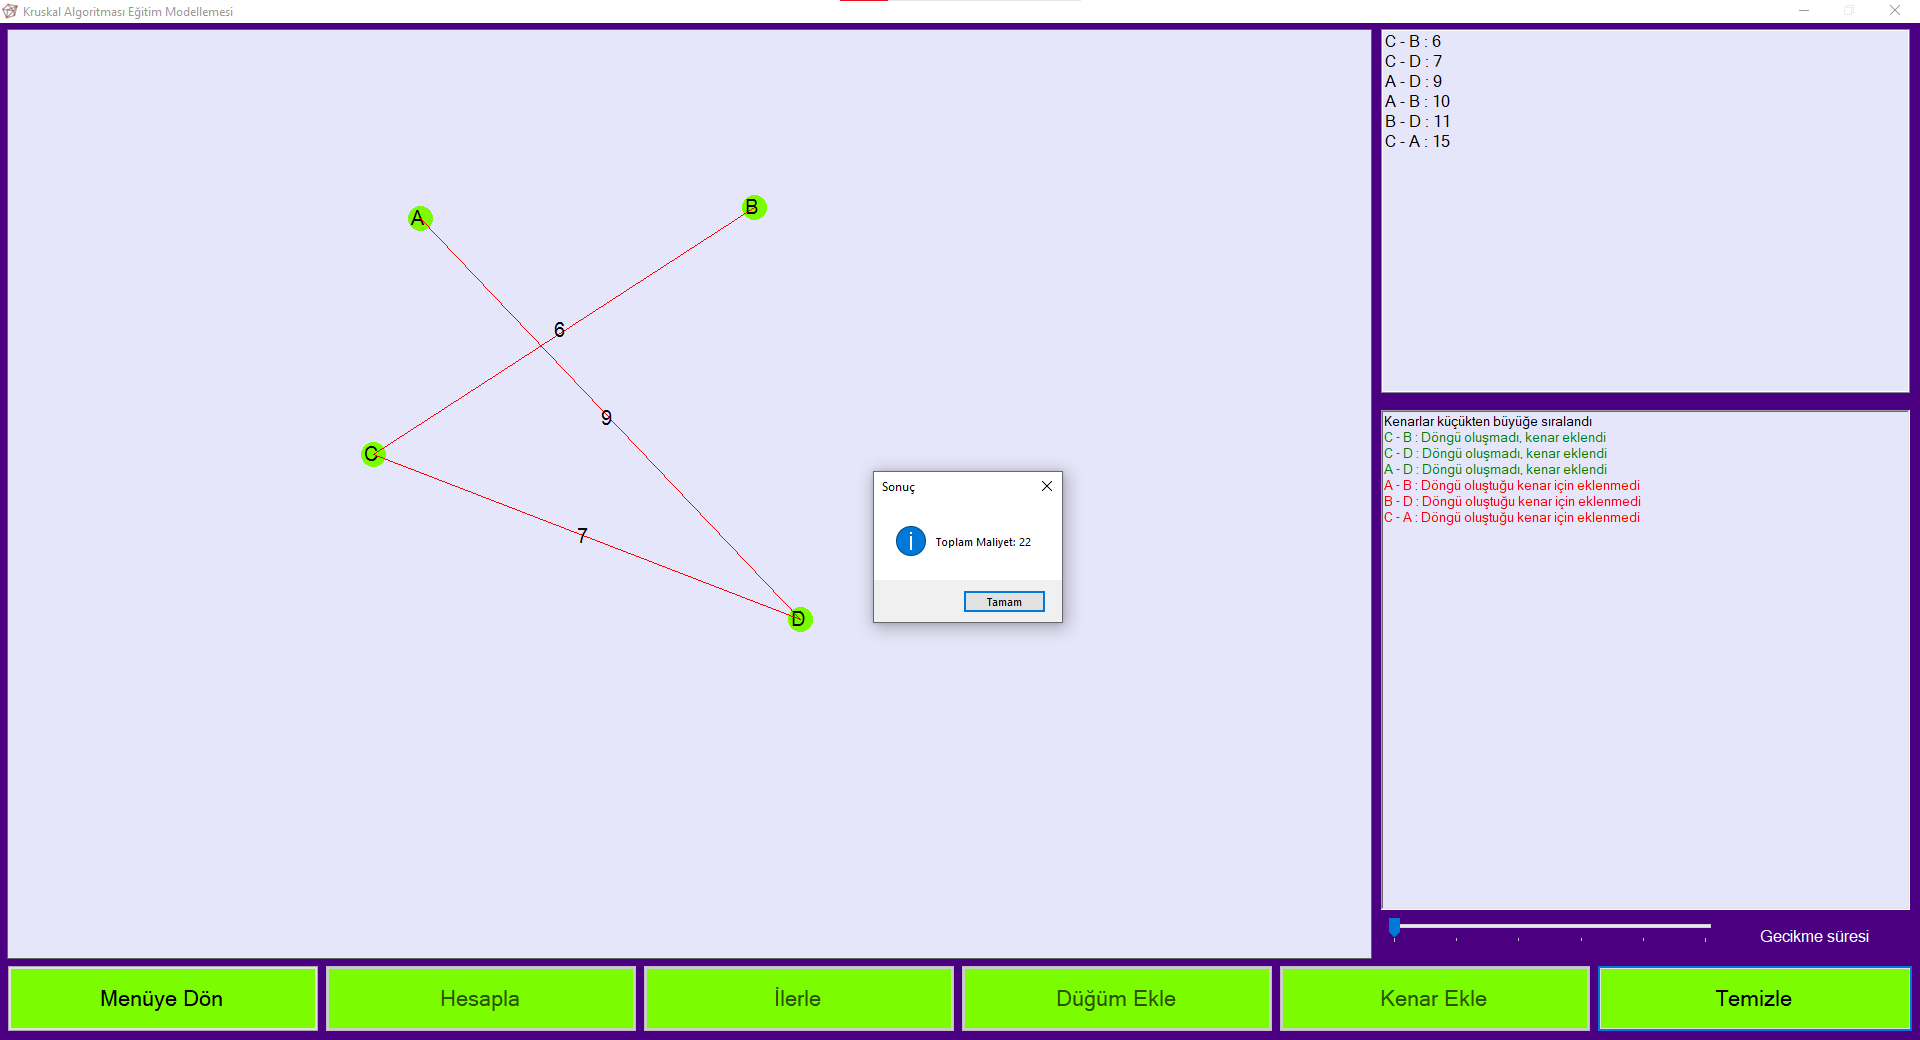 Kruskal Algoritması Eğitim Modellemesi
C - B : 6
C - D : 7
A - D : 9
A - B : 10
B - D : 11
C - A : 15
A
B
6
9
C
7
D
Sonuç
Toplam Maliyet: 22
Tamam
Kenarlar küçükten büyüğe sıralandı
C - B : Döngü oluşmadı, kenar eklendi
C - D : Döngü oluşmadı, kenar eklendi
A - D : Döngü oluşmadı, kenar eklendi
A - B : Döngü oluştuğu kenar için eklenmedi
B - D : Döngü oluştuğu kenar için eklenmedi
C - A : Döngü oluştuğu kenar için eklenmedi
Gecikme süresi
Menüye Dön
Hesapla
İlerle
Düğüm Ekle
Kenar Ekle
Temizle